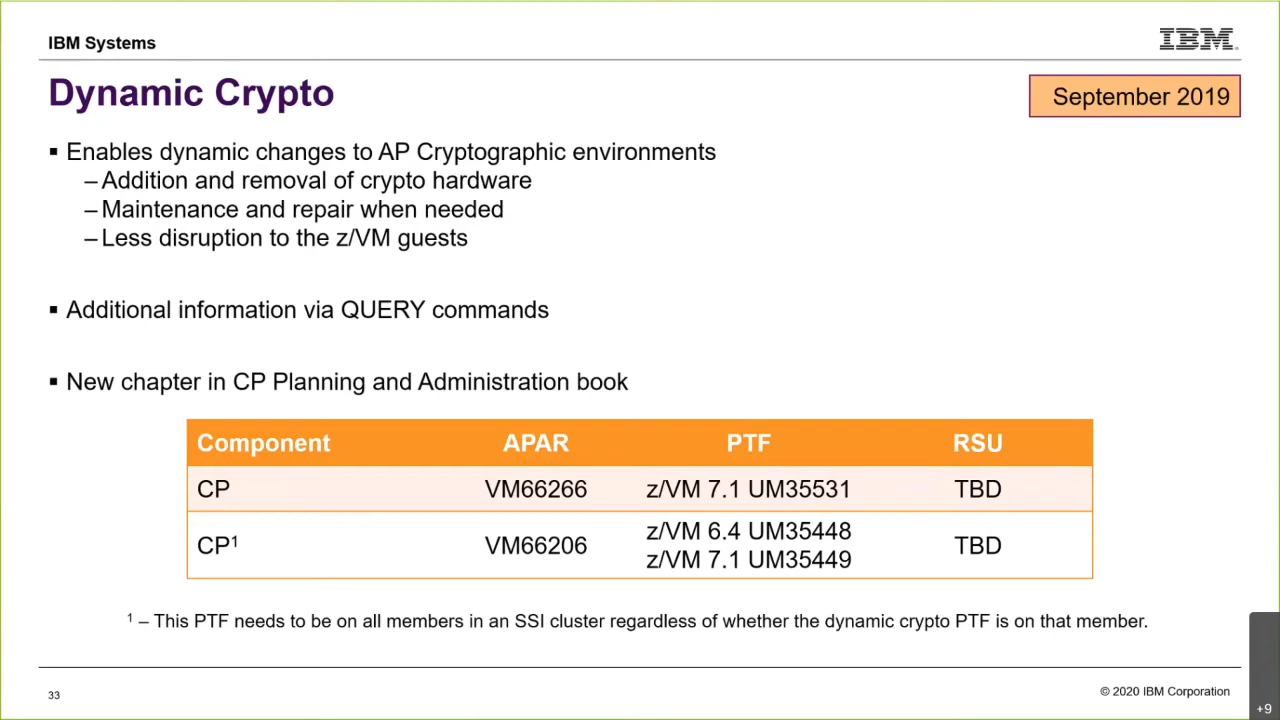 IBM Systems
IBM
Dynamic Crypto
September 2019
▪ Enables dynamic changes to AP Cryptographic environments
– Addition and removal of crypto hardware
– Maintenance and repair when needed
– Less disruption to the z/VM guests
▪ Additional information via QUERY commands
▪ New chapter in CP Planning and Administration book
Component APAR PTF RSU
CP VM66266 z/VM 7.1 UM35531 TBD
z/VM 6.4 UM35448
CP¹ VM66206 TBD
z/VM 7.1 UM35449
¹ – This PTF needs to be on all members in an SSI cluster regardless of whether the dynamic crypto PTF is on that member.
33
© 2020 IBM Corporation
+9